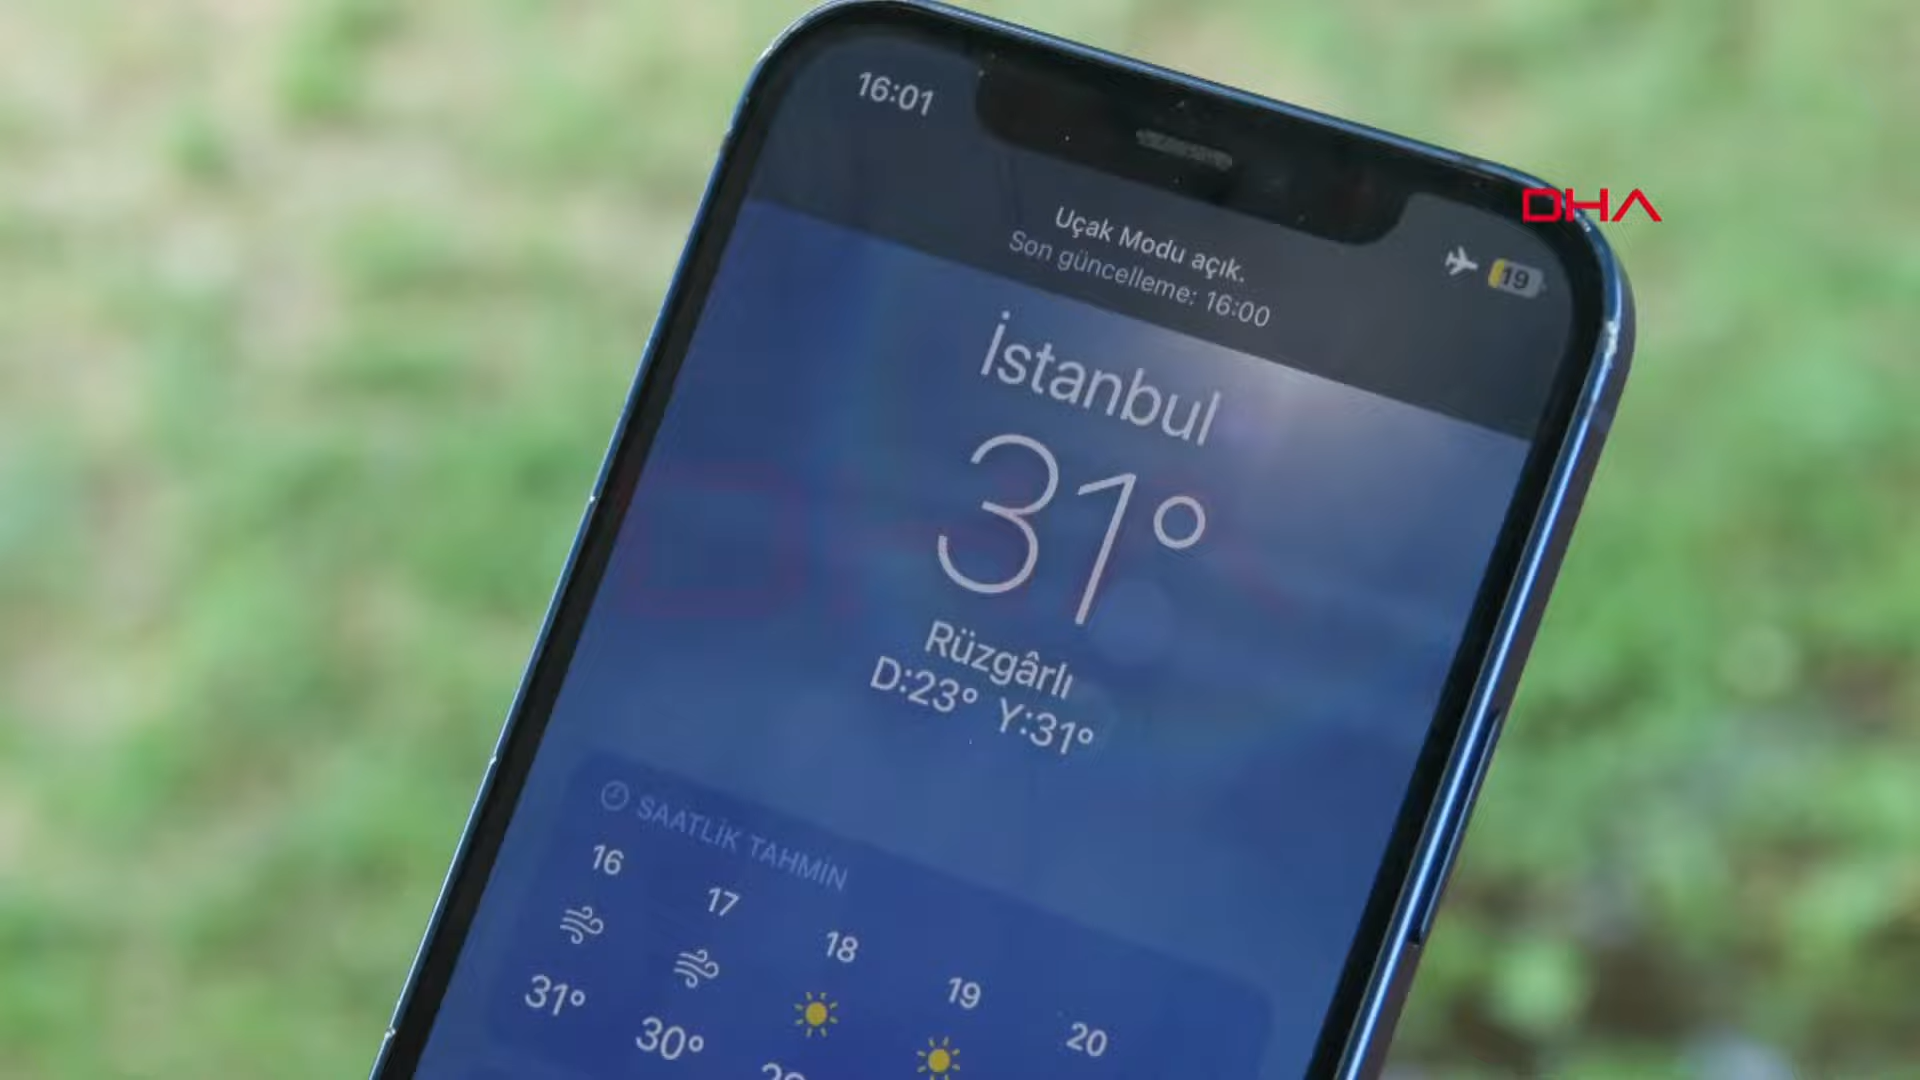 16:01
DHA
19
Uçak Modu açık.
Son güncelleme: 16:00
İstanbul
31°
Rüzgârlı
D:23° Y:31°
SAATLİK TAHMİN
16 17 18 19 20
31° 30°